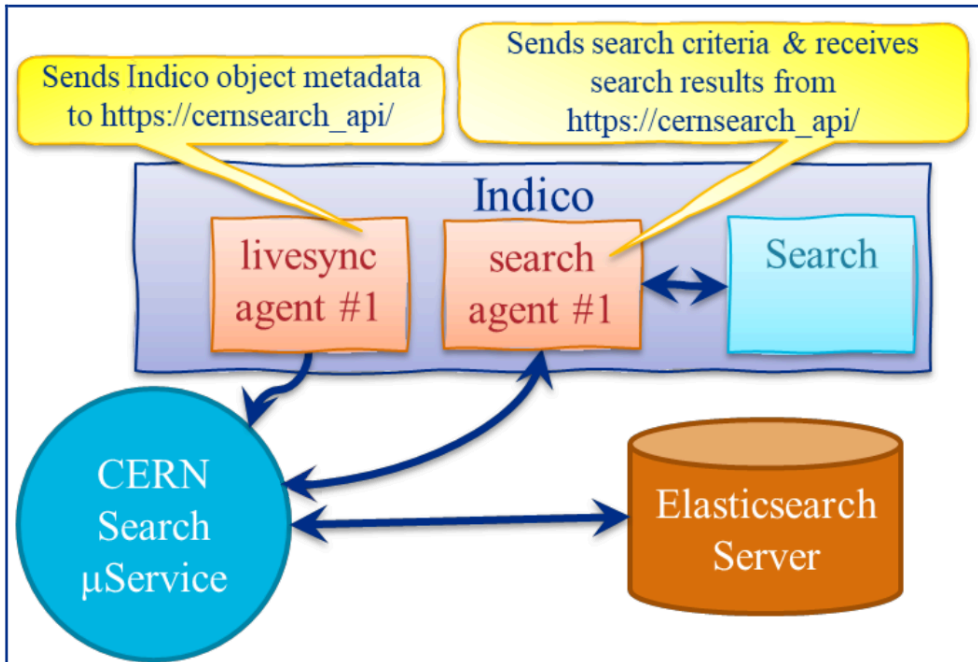 Sends Indico object metadata
to https://cernsearch_api/
Sends search criteria & receives
search results from
https://cernsearch_api/
Indico
livesync
agent #1
search
agent #1
Search
CERN
Search
μService
Elasticsearch
Server